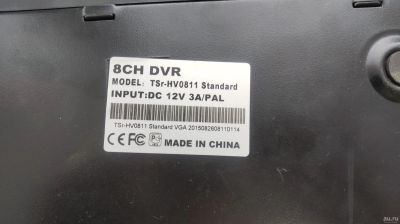 8CH DVR
MODEL: TSr-HV0811 Standard
INPUT:DC 12V 3A/PAL
TSr-HV0811 Standard VGA 2015082608110114
CE FC MADE IN CHINA